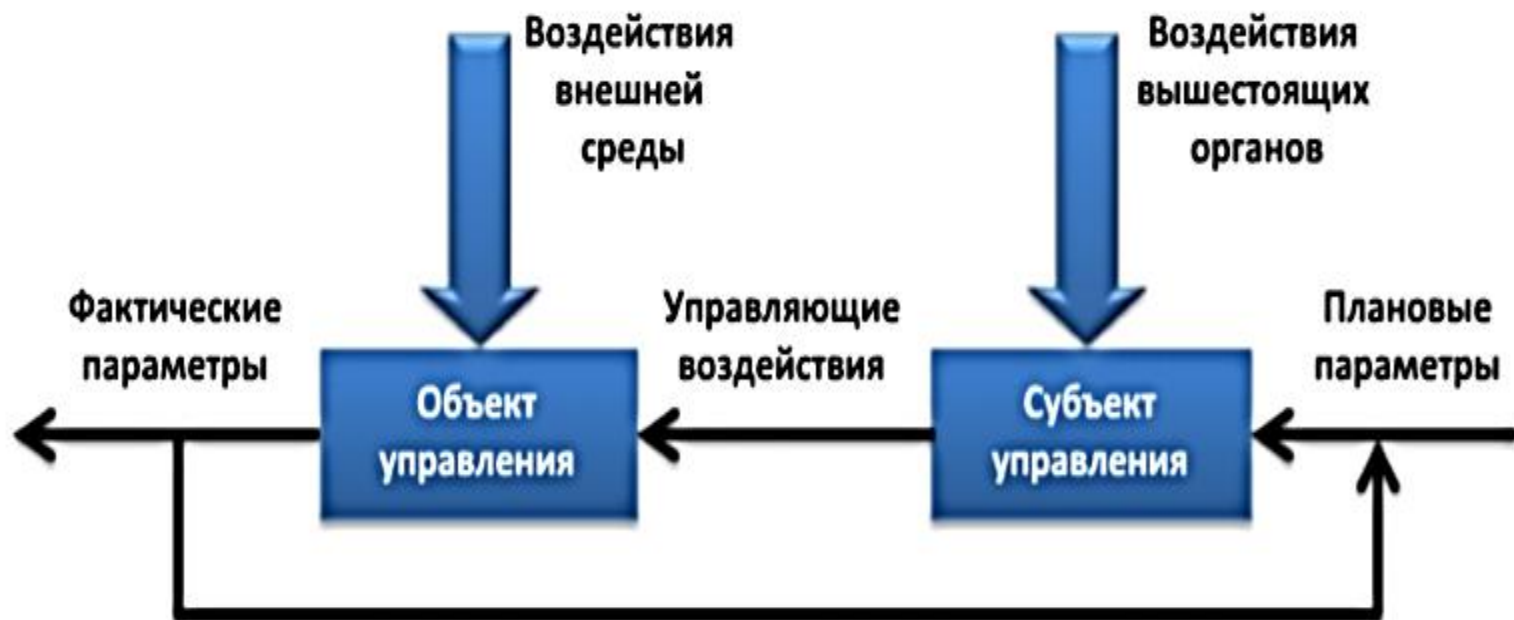 Воздействия
внешней
среды
Воздействия
вышестоящих
органов
Фактические
параметры
Управляющие
воздействия
Плановые
параметры
Объект
управления
Субъект
управления